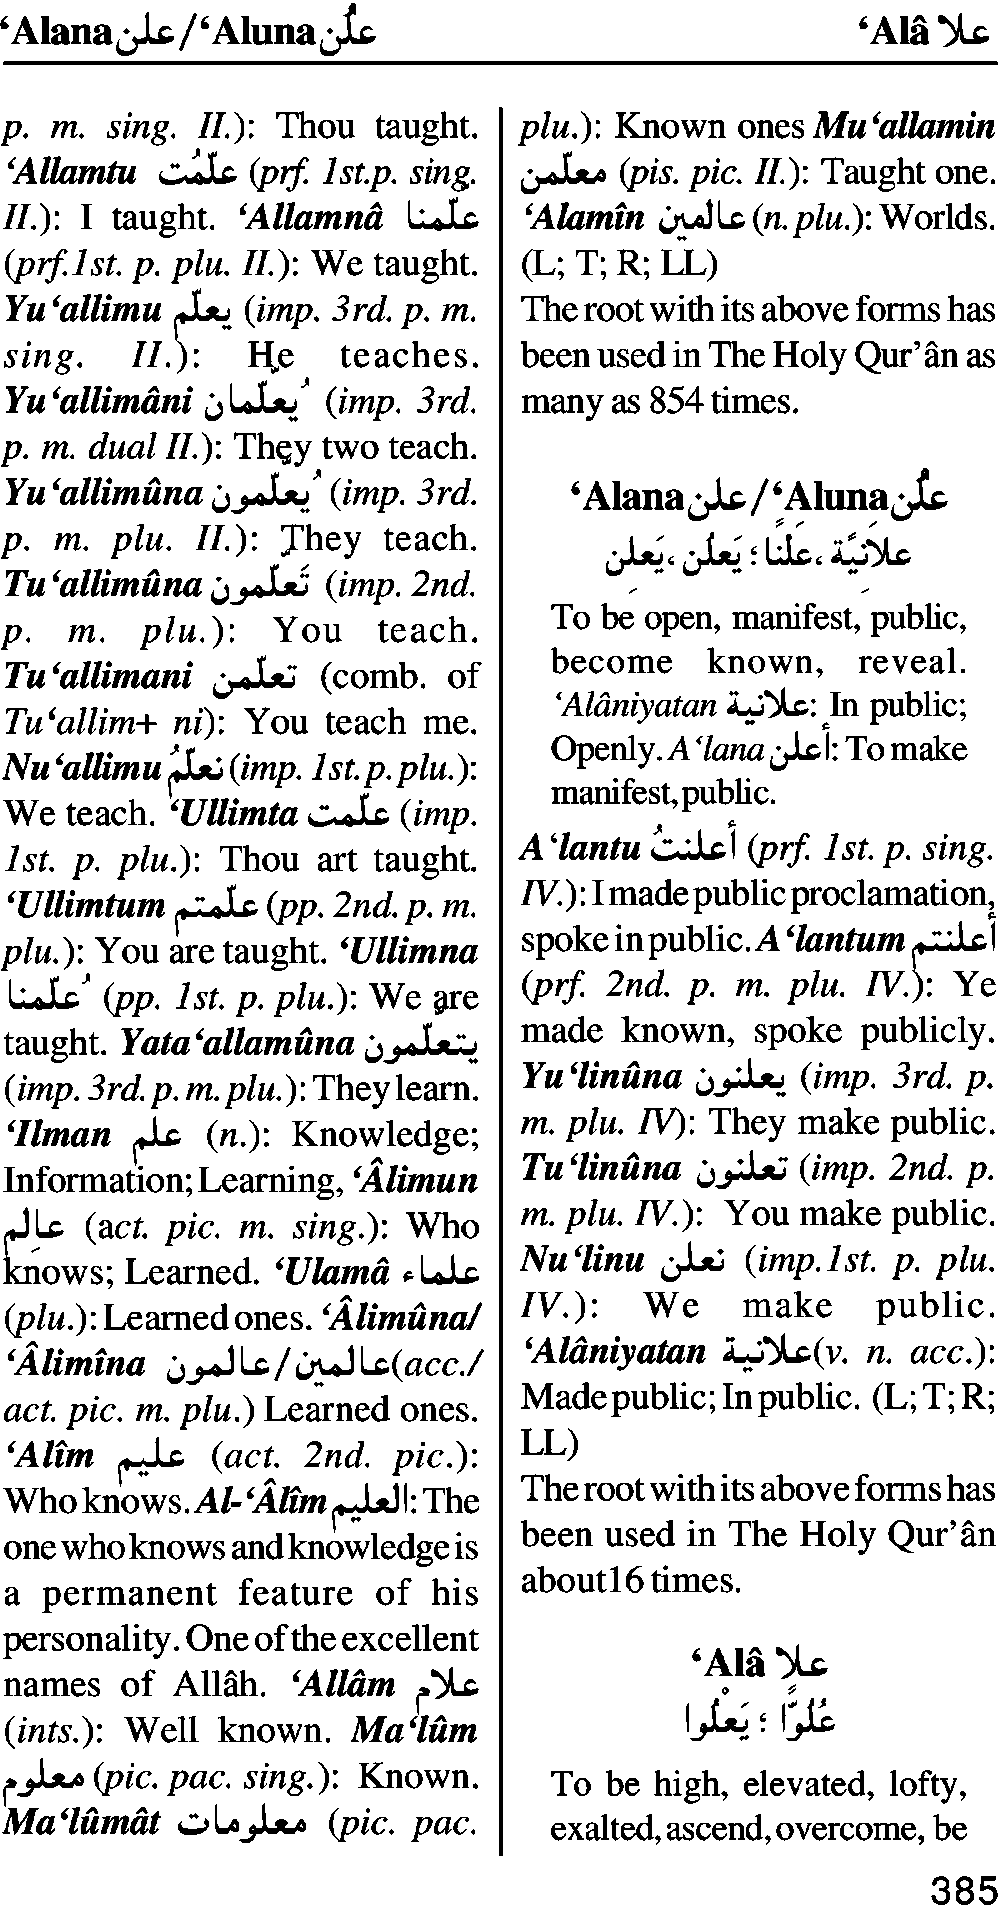 ‘Alana علن/‘Aluna علُن
‘Alâ علا
p. m. sing. II.): Thou taught.
‘Allamtu علّمُت (prf. 1st.p. sing.
II.): I taught. ‘Allamnâ علّمنا
(prf.1st. p. plu. II.): We taught.
Yu‘allimu يعلّم (imp. 3rd. p. m.
sing. II.): He teaches.
Yu‘allimâni يُعلّمان (imp. 3rd.
p. m. dual II.): They two teach.
Yu‘allimûna يُعلّمون (imp. 3rd.
p. m. plu. II.): They teach.
Tu‘allimûna تُعلّمون (imp. 2nd.
p. m. plu.): You teach.
Tu‘allimani تعلّمن (comb. of
Tu‘allim+ ni): You teach me.
Nu‘allimu نعلّمُ (imp. 1st. p. plu.):
We teach. ‘Ullimta علّمت (imp.
1st. p. plu.): Thou art taught.
‘Ullimtum علّمتم (pp. 2nd. p. m.
plu.): You are taught. ‘Ullimna
عُلّمنا (pp. 1st. p. plu.): We are
taught. Yata‘allamûna يتعلّمون
(imp. 3rd. p. m. plu.): They learn.
‘Ilman علم (n.): Knowledge;
Information; Learning, ‘Âlimun
عالِم (act. pic. m. sing.): Who
knows; Learned. ‘Ulamâ علماء
(plu.): Learned ones. ‘Âlimûna/
‘Âlimîna عالمين/عالمون(acc./
act. pic. m. plu.) Learned ones.
‘Alîm عليم (act. 2nd. pic.):
Who knows. Al-‘Âlîm العليم: The
one who knows and knowledge is
a permanent feature of his
personality. One of the excellent
names of Allâh. ‘Allâm علام
(ints.): Well known. Ma‘lûm
معلوم (pic. pac. sing.): Known.
Ma‘lûmât معلومات (pic. pac.
plu.): Known ones Mu‘allamin
معلّمن (pis. pic. II.): Taught one.
‘Alamîn عالمين (n. plu.): Worlds.
(L; T; R; LL)
The root with its above forms has
been used in The Holy Qur’ân as
many as 854 times.
‘Alana علن/‘Aluna علُن
علانيَّة، عَلَنًا ؛ يَعلُن، يَعلِن
To be open, manifest, public,
become known, reveal.
‘Alâniyatan علانية: In public;
Openly. A‘lana أعلن: To make
manifest, public.
A‘lantu أعلنتُ (prf. 1st. p. sing.
IV.): I made public proclamation,
spoke in public. A‘lantum أعلنتم
(prf. 2nd. p. m. plu. IV.): Ye
made known, spoke publicly.
Yu‘linûna يعلنون (imp. 3rd. p.
m. plu. IV): They make public.
Tu‘linûna تعلنون (imp. 2nd. p.
m. plu. IV.): You make public.
Nu‘linu نعلن (imp.1st. p. plu.
IV.): We make public.
‘Alâniyatan علانية(v. n. acc.):
Made public; In public. (L; T; R;
LL)
The root with its above forms has
been used in The Holy Qur’ân
about16 times.
‘Alâ علا
عُلوًّا ؛ يَعْلُوا
To be high, elevated, lofty,
exalted, ascend, overcome, be
385